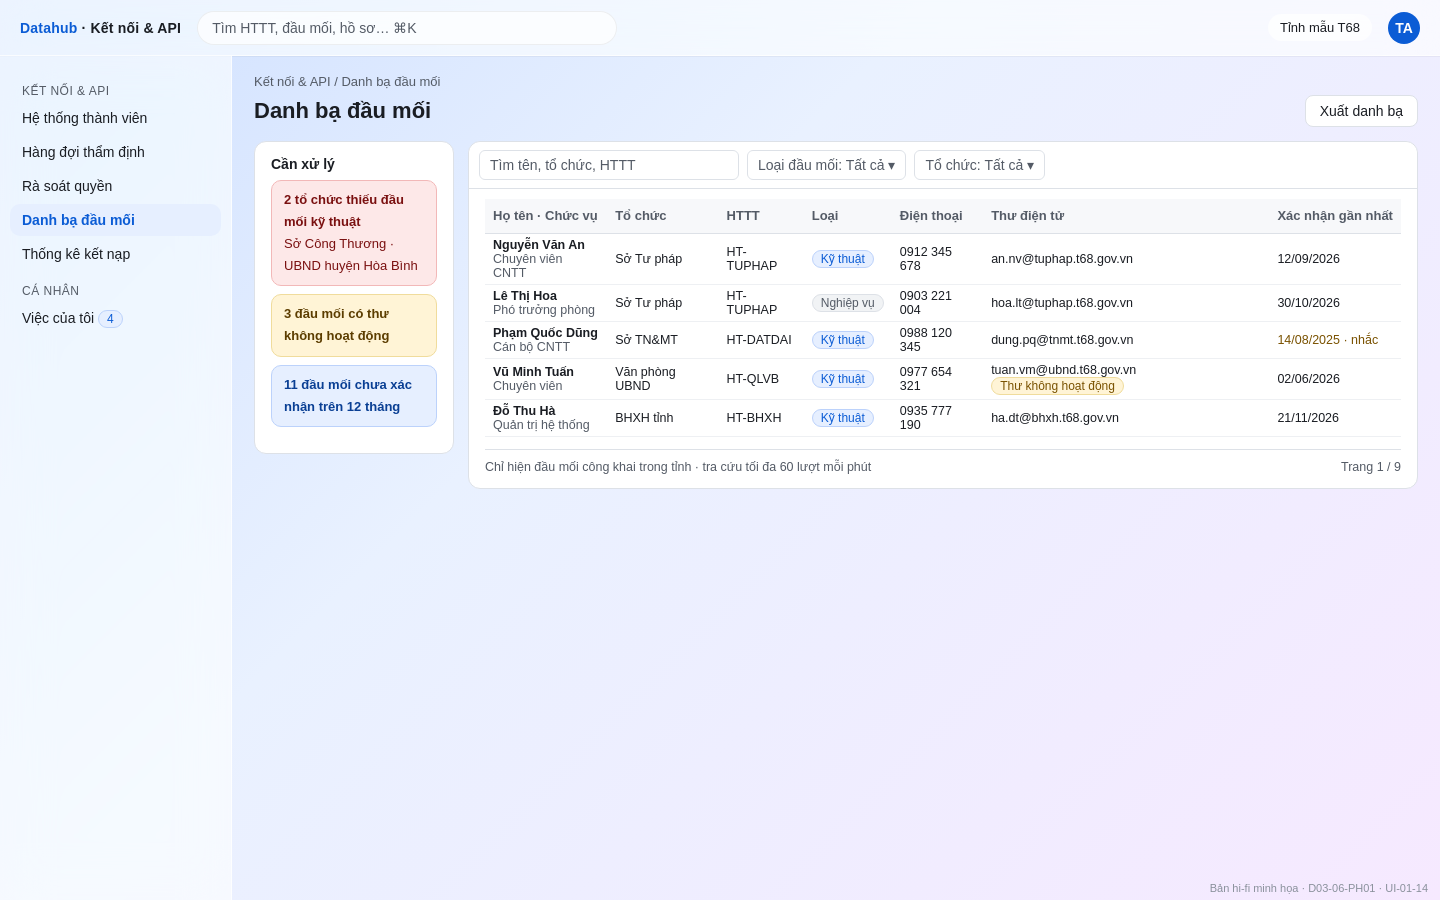 Datahub · Kết nối & API
Tìm HTTT, đầu mối, hồ sơ… ⌘K
Tỉnh mẫu T68
TA
KẾT NỐI & API
Hệ thống thành viên
Hàng đợi thẩm định
Rà soát quyền
Danh bạ đầu mối
Thống kê kết nạp
CÁ NHÂN
Việc của tôi 4
Kết nối & API / Danh bạ đầu mối
Danh bạ đầu mối
Xuất danh bạ
Cần xử lý
2 tổ chức thiếu đầu
mối kỹ thuật
Sở Công Thương ·
UBND huyện Hòa Bình
3 đầu mối có thư
không hoạt động
11 đầu mối chưa xác
nhận trên 12 tháng
Tìm tên, tổ chức, HTTT
Loại đầu mối: Tất cả ▾
Tổ chức: Tất cả ▾
Họ tên · Chức vụ Tổ chức HTTT Loại Điện thoại Thư điện tử Xác nhận gần nhất
Nguyễn Văn An
Chuyên viên
CNTT
Sở Tư pháp
HT-
TUPHAP
Kỹ thuật
0912 345
678
an.nv@tuphap.t68.gov.vn
12/09/2026
Lê Thị Hoa
Phó trưởng phòng
Sở Tư pháp
HT-
TUPHAP
Nghiệp vụ
0903 221
004
hoa.lt@tuphap.t68.gov.vn
30/10/2026
Phạm Quốc Dũng
Cán bộ CNTT
Sở TN&MT
HT-DATDAI
Kỹ thuật
0988 120
345
dung.pq@tnmt.t68.gov.vn
14/08/2025 · nhắc
Vũ Minh Tuấn
Chuyên viên
Văn phòng
UBND
HT-QLVB
Kỹ thuật
0977 654
321
tuan.vm@ubnd.t68.gov.vn
Thư không hoạt động
02/06/2026
Đỗ Thu Hà
Quản trị hệ thống
BHXH tỉnh
HT-BHXH
Kỹ thuật
0935 777
190
ha.dt@bhxh.t68.gov.vn
21/11/2026
Chỉ hiện đầu mối công khai trong tỉnh · tra cứu tối đa 60 lượt mỗi phút
Trang 1 / 9
Bản hi-fi minh họa · D03-06-PH01 · UI-01-14